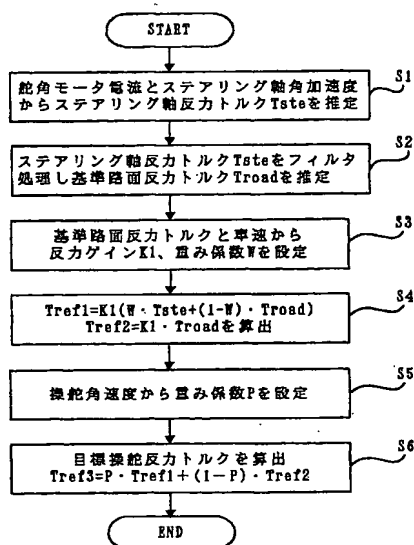 START
S1
舵角モータ電流とステアリング軸角加速度
からステアリング軸反力トルクTsteを推定
S2
ステアリング軸反力トルクTsteをフィルタ
処理し基準路面反力トルクTroadを推定
S3
基準路面反力トルクと車速から
反力ゲインK1、重み係数Wを設定
S4
Tref1=K1(W・Tste+(1-W)・Troad)
Tref2=K1・Troadを算出
S5
操舵角速度から重み係数Pを設定
S6
目標操舵反力トルクを算出
Tref3=P・Tref1+(1-P)・Tref2
END